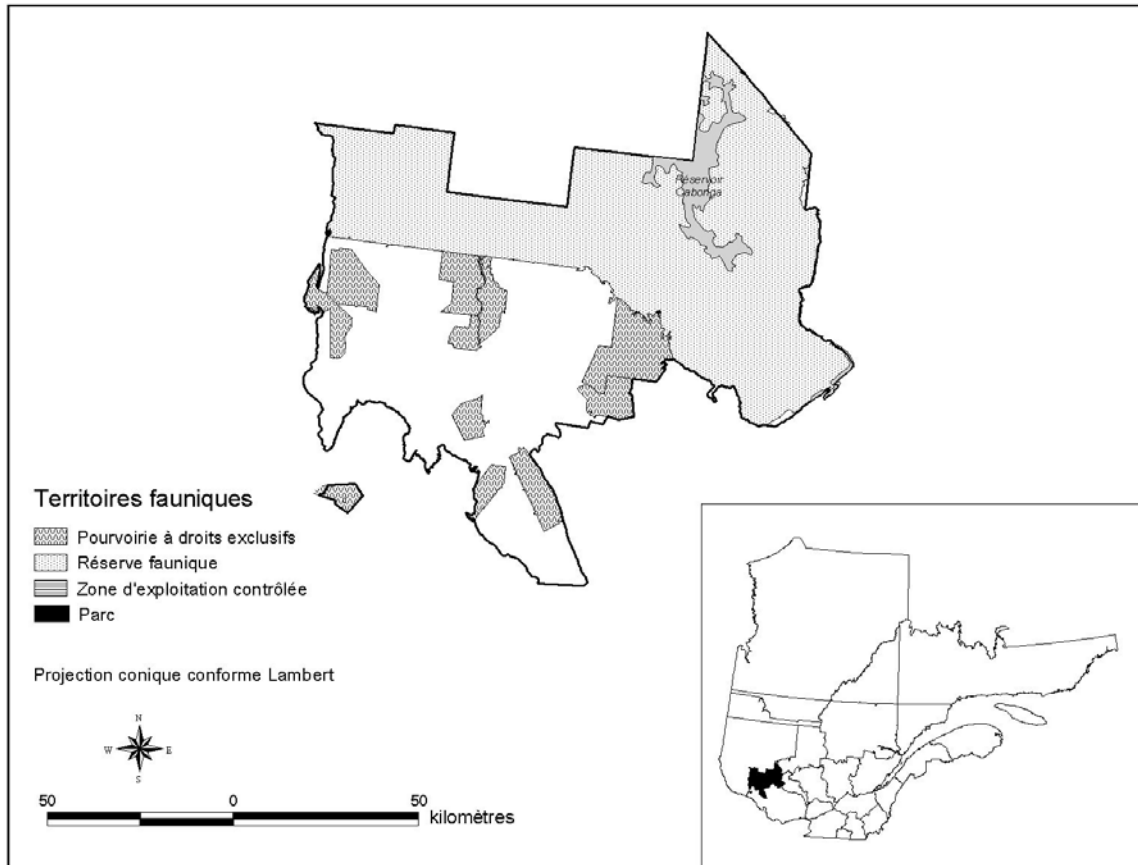 Réservoir
Cabonga
Territoires fauniques
Pourvoirie à droits exclusifs
Réserve faunique
Zone d'exploitation contrôlée
Parc
Projection conique conforme Lambert
N
W E
S
50 0 50
kilomètres